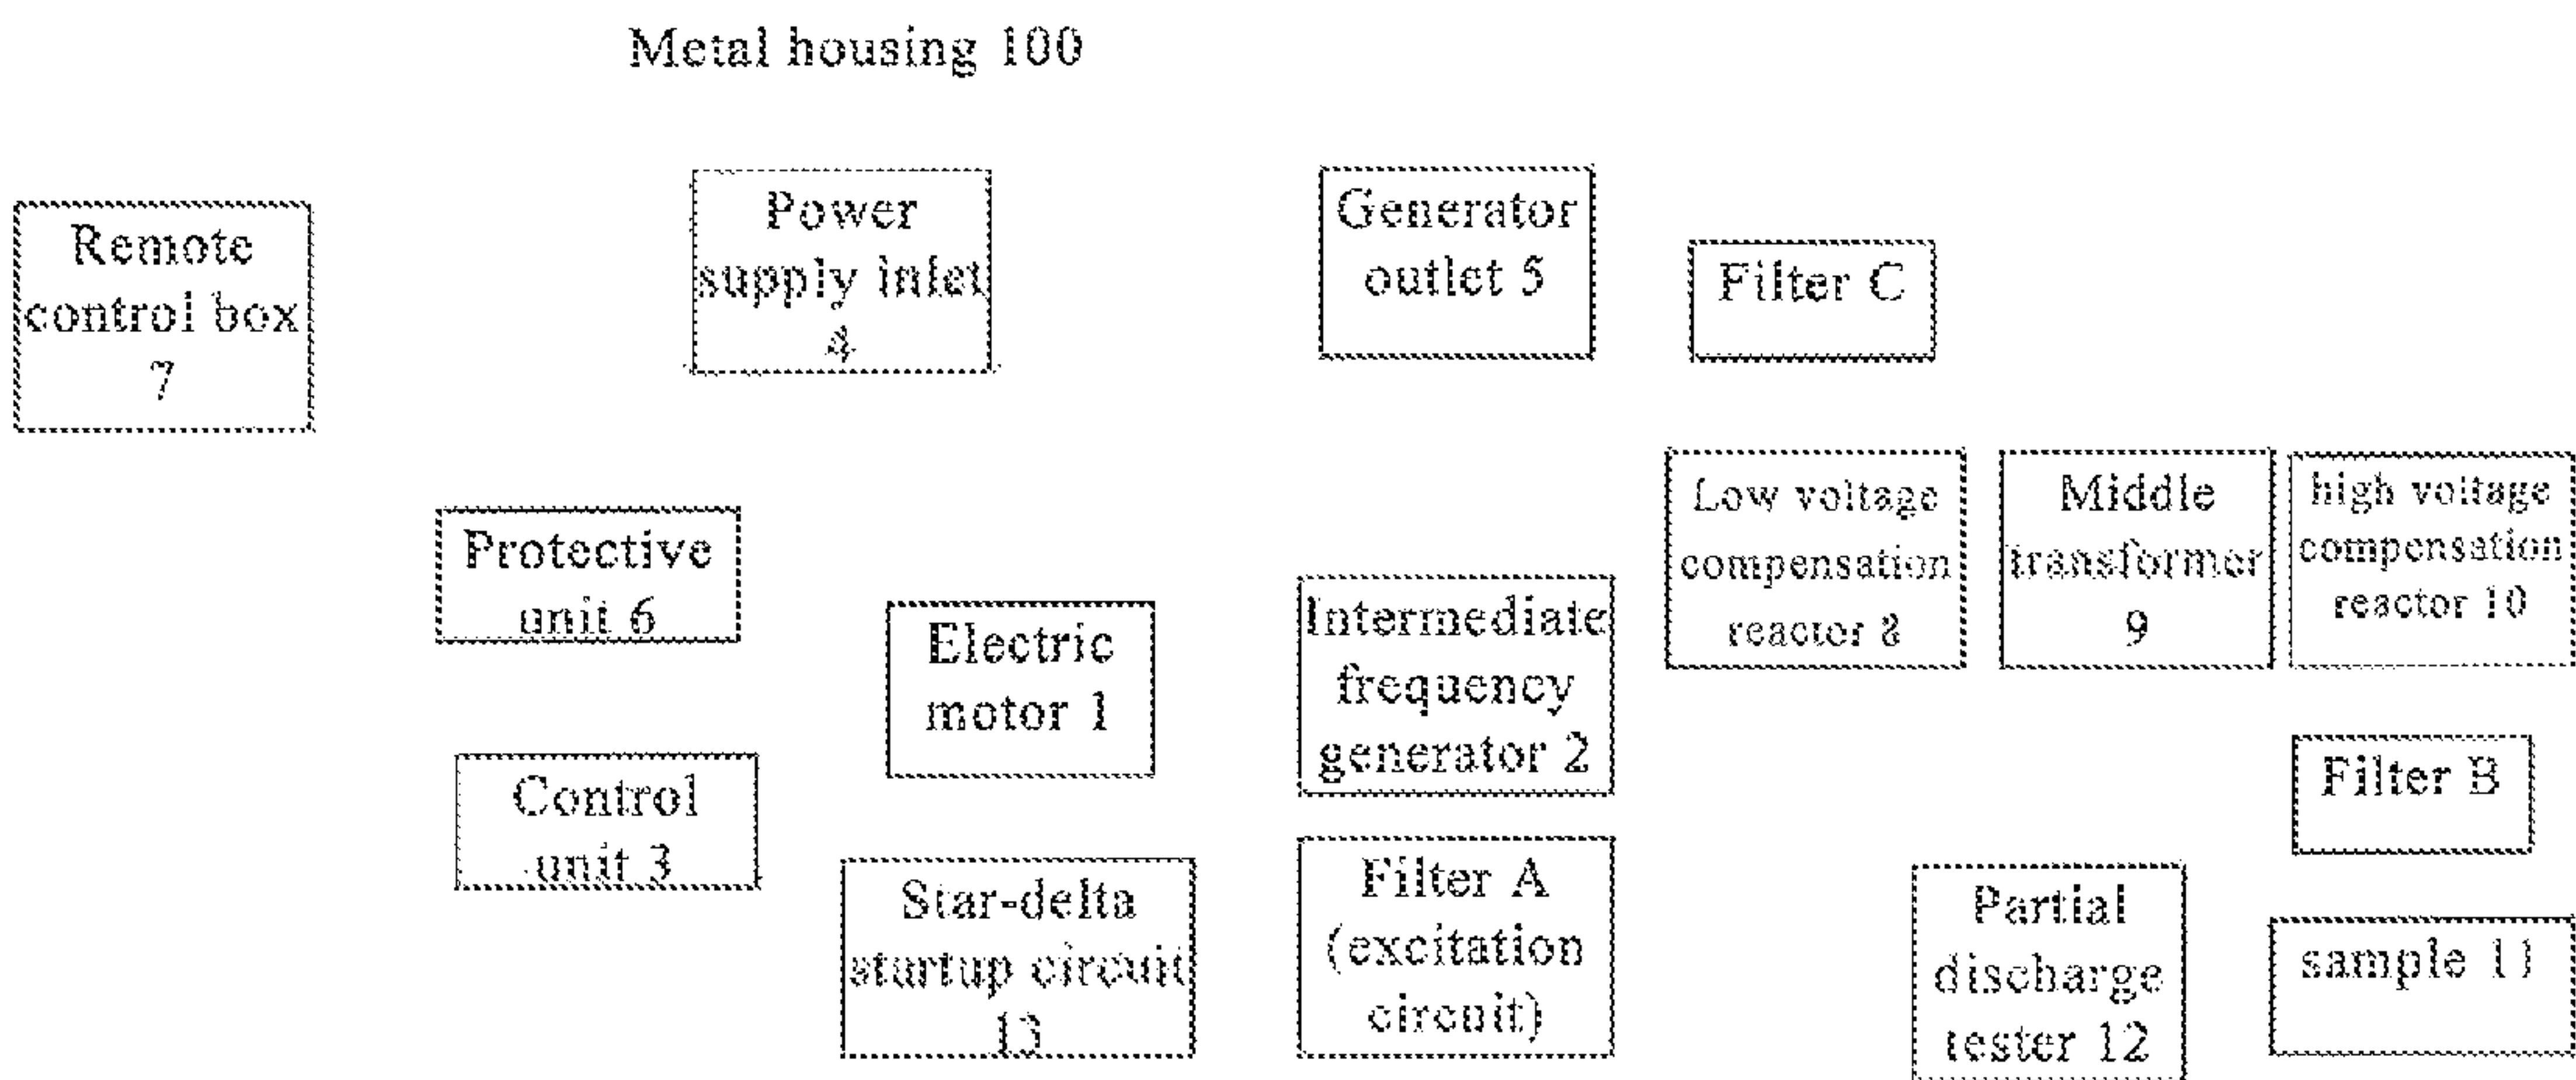 Metal housing 100
Remote
control box
7
Power
supply inlet
4
Generator
outlet 5
Filter C
Protective
unit 6
Electric
motor 1
Intermediate
frequency
generator 2
Low voltage
compensation
reactor 8
Middle
transformer
9
high voltage
compensation
reactor 10
Control
unit 3
Star-delta
startup circuit
13
Filter A
(excitation
circuit)
Filter B
Partial
discharge
tester 12
sample 11